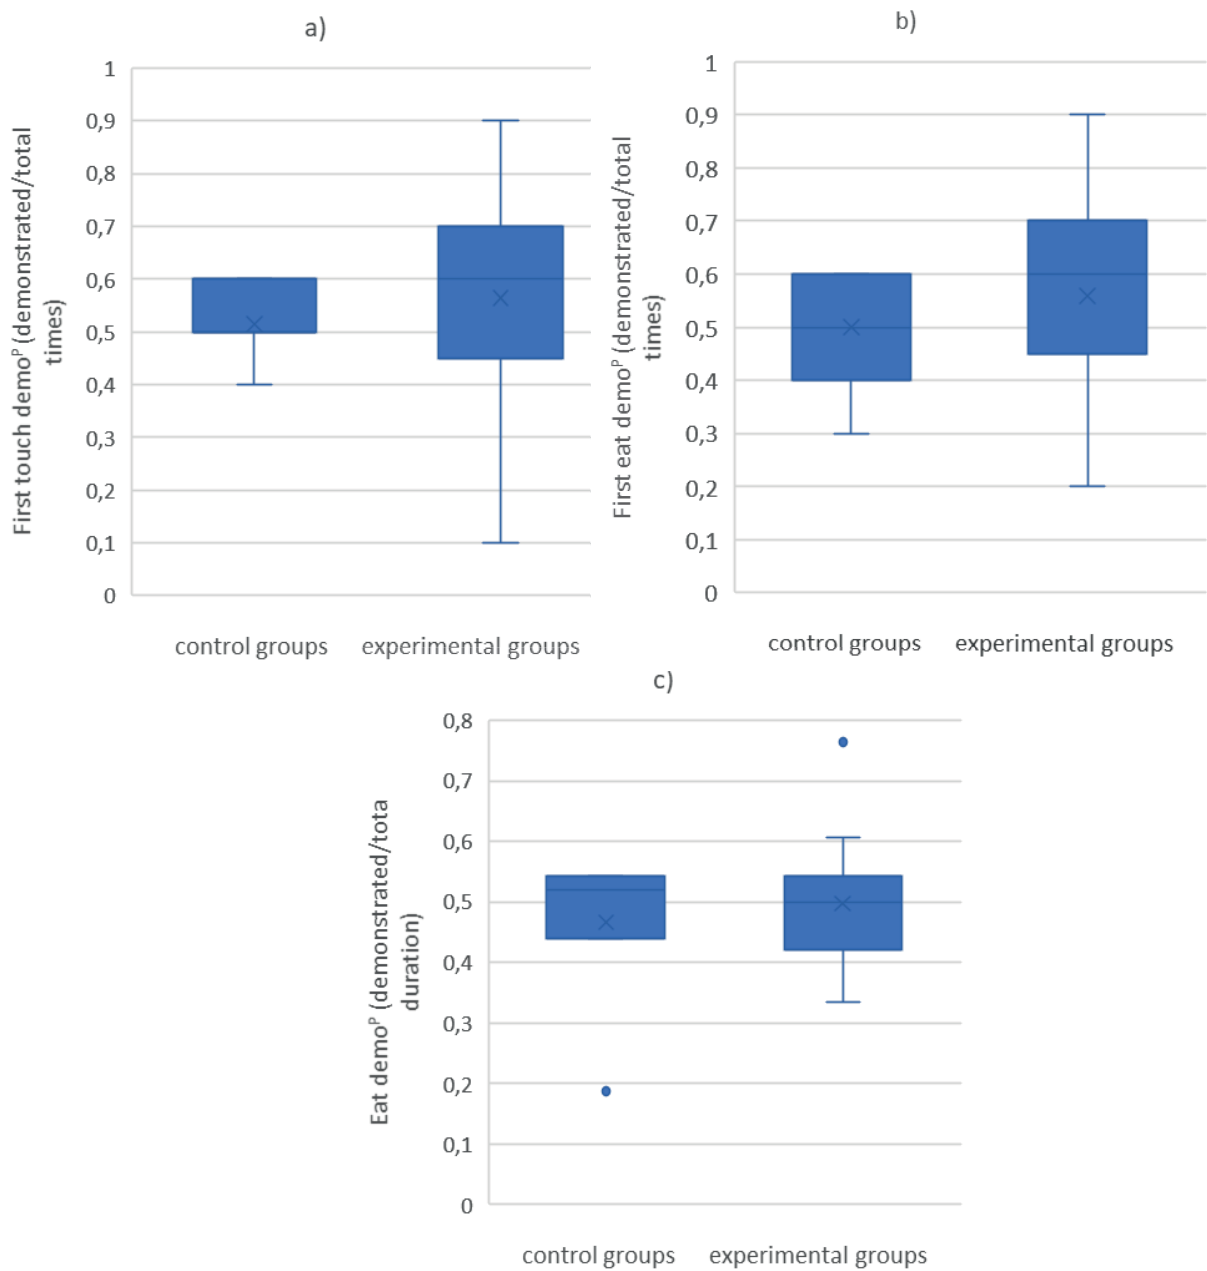 a)
First touch demoᴾ (demonstrated/total
times)
1
0,9
0,8
0,7
0,6
0,5
0,4
0,3
0,2
0,1
0
control groups
experimental groups
b)
First eat demoᴾ (demonstrated/total
times)
1
0,9
0,8
0,7
0,6
0,5
0,4
0,3
0,2
0,1
0
control groups
experimental groups
c)
Eat demoᴾ (demonstrated/tota
duration)
0,8
0,7
0,6
0,5
0,4
0,3
0,2
0,1
0
control groups
experimental groups